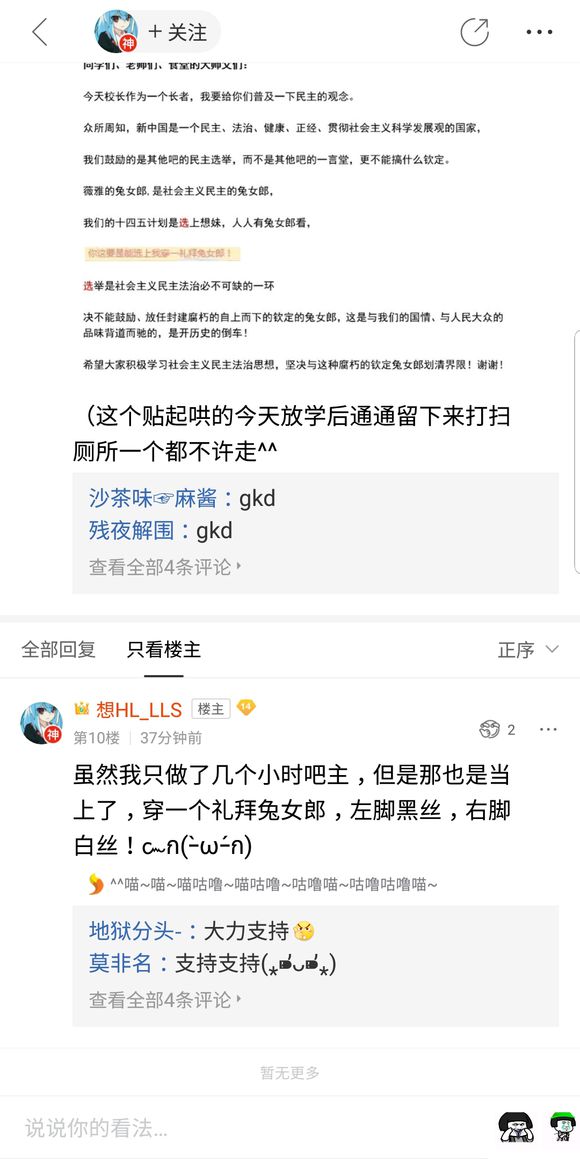 神 + 关注
同学们、老师们、食堂的大师父们:
今天校长作为一个长者，我要给你们普及一下民主的观念。
众所周知，新中国是一个民主、法治、健康、正经、贯彻社会主义科学发展观的国家，
我们鼓励的是其他吧的民主选举，而不是其他吧的一言堂，更不能搞什么钦定。
薇雅的兔女郎,是社会主义民主的兔女郎，
我们的十四五计划是选上想妹，人人有兔女郎看，
你这要是能选上我穿一礼拜兔女郎！
选举是社会主义民主法治必不可缺的一环
决不能鼓励、放任封建腐朽的自上而下的钦定的兔女郎，这是与我们的国情、与人民大众的
品味背道而驰的，是开历史的倒车！
希望大家积极学习社会主义民主法治思想，坚决与这种腐朽的钦定兔女郎划清界限！谢谢！
（这个贴起哄的今天放学后通通留下来打扫
厕所一个都不许走^^
沙茶味☞麻酱：gkd
残夜解围：gkd
查看全部4条评论
全部回复 只看楼主 正序
想HL_LLS 楼主 14
神 第10楼 37分钟前 2
虽然我只做了几个小时吧主，但是那也是当
上了，穿一个礼拜兔女郎，左脚黑丝，右脚
白丝！
^^喵~喵~喵咕噜~喵咕噜~咕噜喵~咕噜咕噜喵~
地狱分头-：大力支持
莫非名：支持支持
查看全部4条评论
暂无更多
说说你的看法...